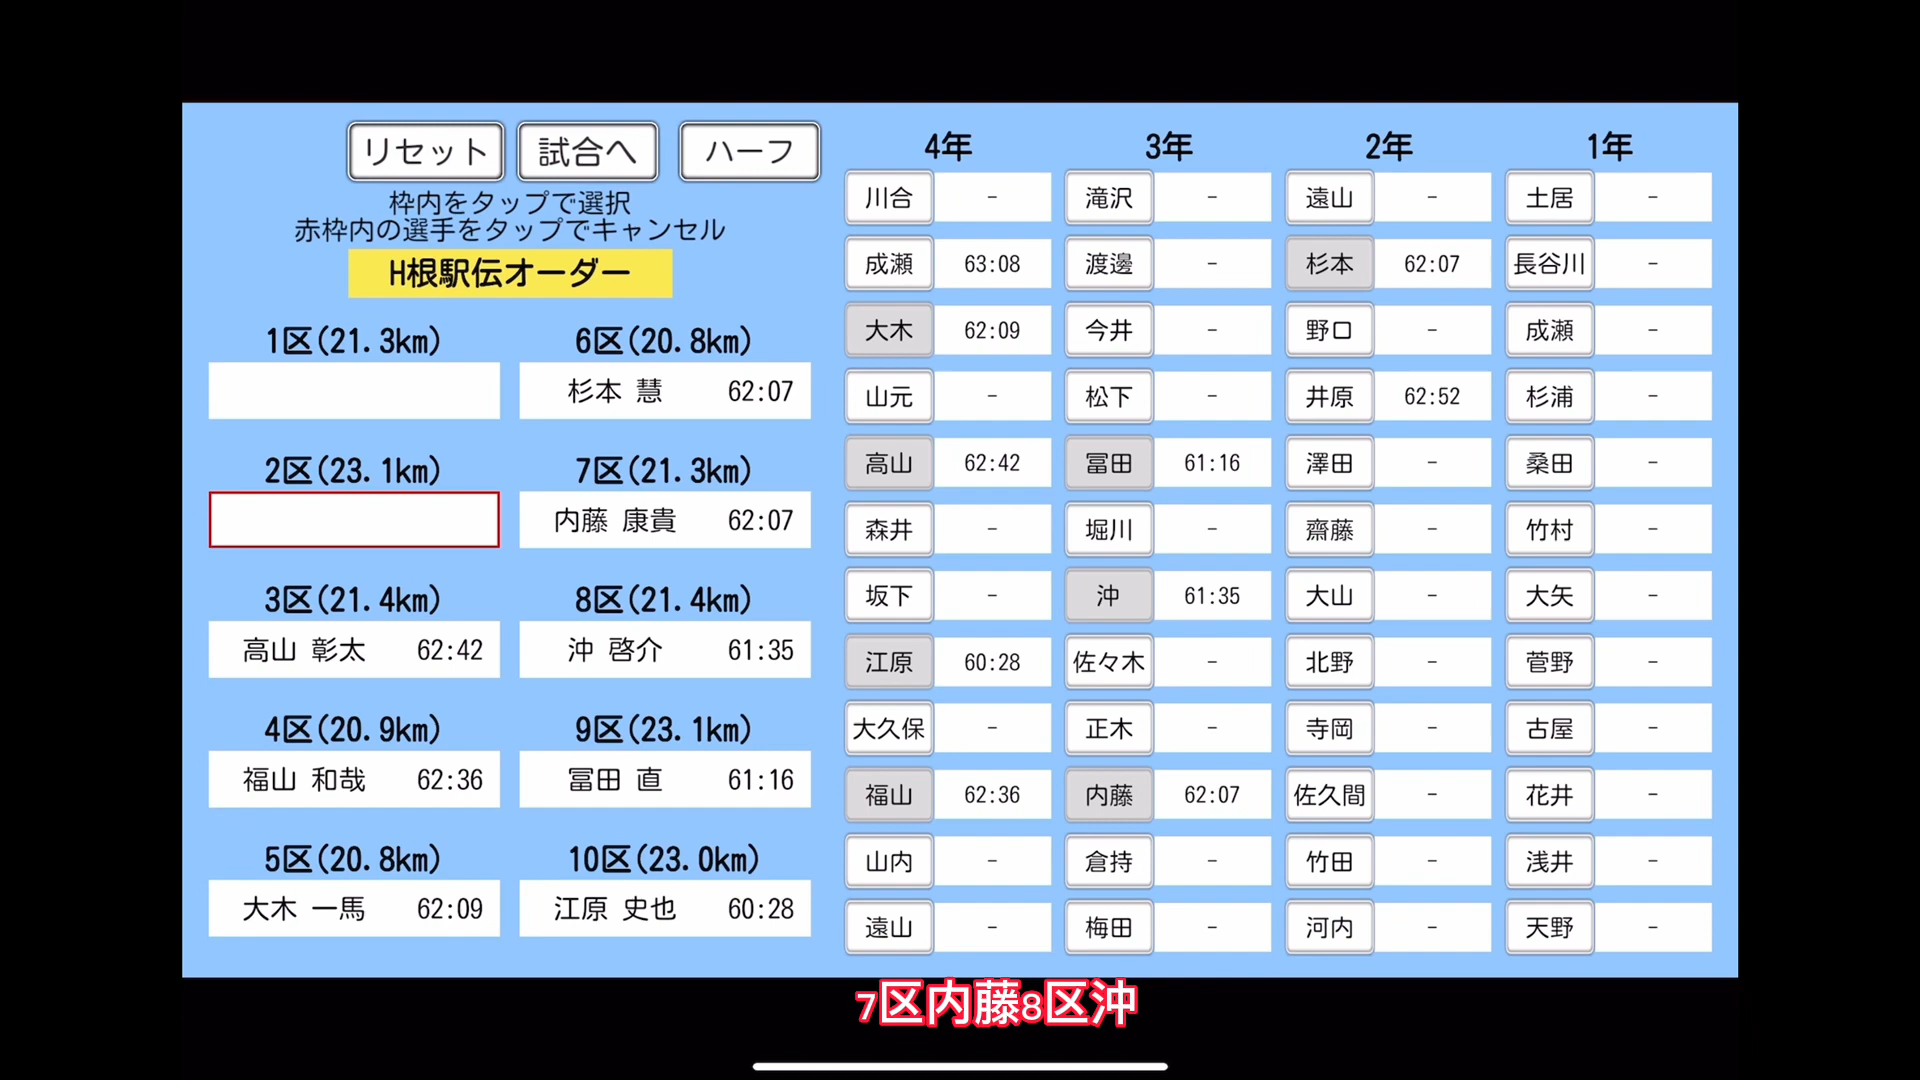 リセット 試合へ ハーフ
枠内をタップで選択
赤枠内の選手をタップでキャンセル
H根駅伝オーダー
1区(21.3km)
2区(23.1km)
3区(21.4km)
高山 彰太 62:42
4区(20.9km)
福山 和哉 62:36
5区(20.8km)
大木 一馬 62:09
6区(20.8km)
杉本 慧 62:07
7区(21.3km)
内藤 康貴 62:07
8区(21.4km)
沖 啓介 61:35
9区(23.1km)
冨田 直 61:16
10区(23.0km)
江原 史也 60:28
4年 3年 2年 1年
川合 - 滝沢 - 遠山 - 土居 -
成瀬 63:08 渡邊 - 杉本 62:07 長谷川 -
大木 62:09 今井 - 野口 - 成瀬 -
山元 - 松下 - 井原 62:52 杉浦 -
高山 62:42 冨田 61:16 澤田 - 桑田 -
森井 - 堀川 - 齋藤 - 竹村 -
坂下 - 沖 61:35 大山 - 大矢 -
江原 60:28 佐々木 - 北野 - 菅野 -
大久保 - 正木 - 寺岡 - 古屋 -
福山 62:36 内藤 62:07 佐久間 - 花井 -
山内 - 倉持 - 竹田 - 浅井 -
遠山 - 梅田 - 河内 - 天野 -
7区内藤8区沖